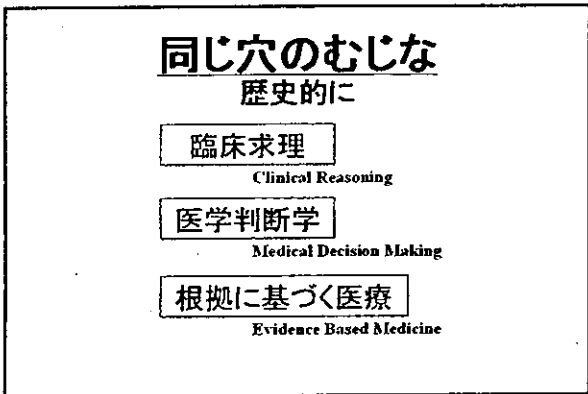 同じ穴のむじな
歴史的に
臨床求理
Clinical Reasoning
医学判断学
Medical Decision Making
根拠に基づく医療
Evidence Based Medicine